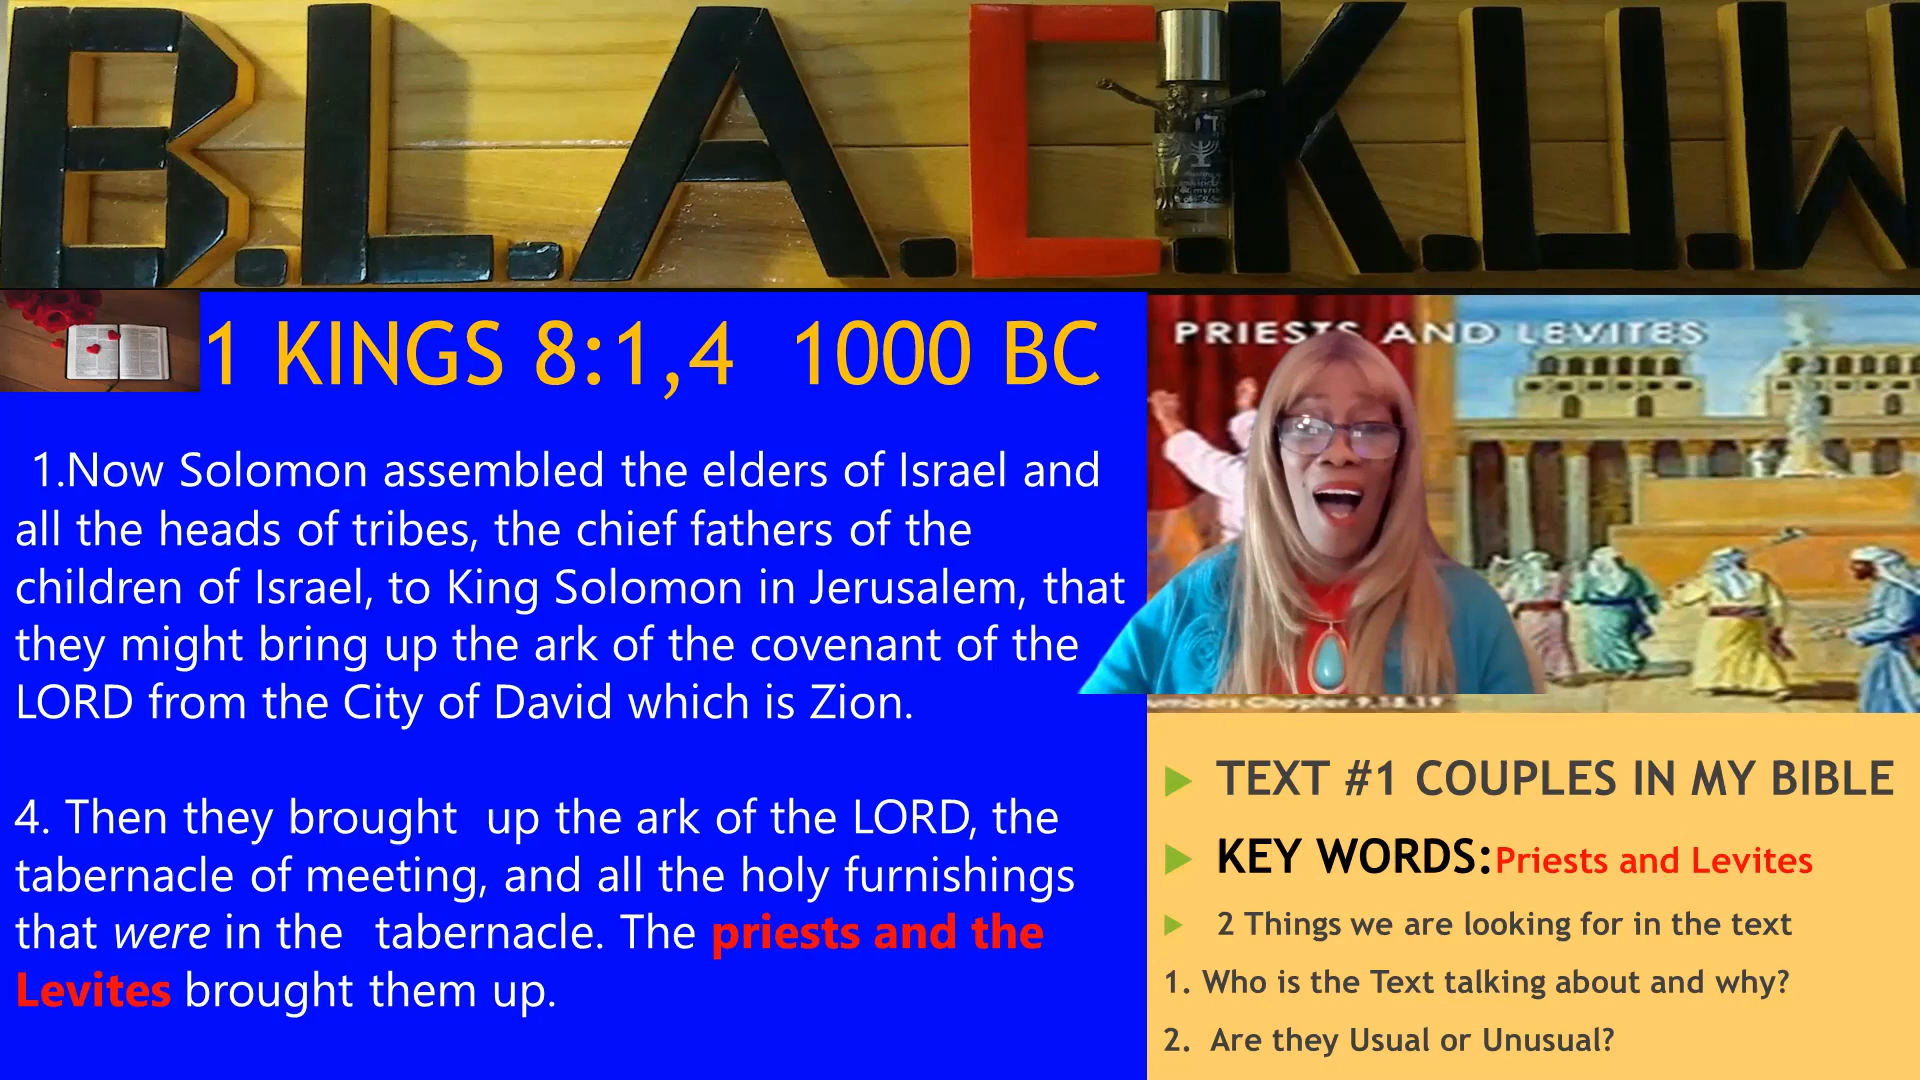 B.L.A.C.K.U.W
1 KINGS 8:1,4 1000 BC
1.Now Solomon assembled the elders of Israel and
all the heads of tribes, the chief fathers of the
children of Israel, to King Solomon in Jerusalem, that
they might bring up the ark of the covenant of the
LORD from the City of David which is Zion.
4. Then they brought up the ark of the LORD, the
tabernacle of meeting, and all the holy furnishings
that were in the tabernacle. The priests and the
Levites brought them up.
PRIESTS AND LEVITES
Chapter 9.18.19
TEXT #1 COUPLES IN MY BIBLE
KEY WORDS:Priests and Levites
2 Things we are looking for in the text
1. Who is the Text talking about and why?
2. Are they Usual or Unusual?